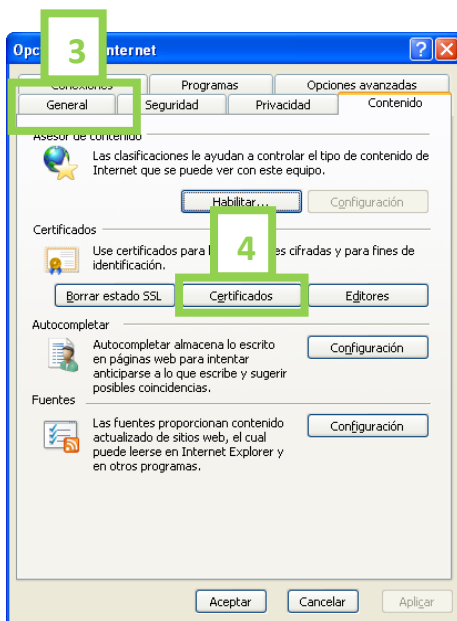 3
Opc nternet
Conexiones Programas Opciones avanzadas
General Seguridad Privacidad Contenido
Asesor de contenido
Las clasificaciones le ayudan a controlar el tipo de contenido de
Internet que se puede ver con este equipo.
Habilitar... Configuración
Certificados
4
Use certificados para l es cifradas y para fines de
identificación.
Borrar estado SSL Certificados Editores
Autocompletar
Autocompletar almacena lo escrito
en páginas web para intentar
anticiparse a lo que escribe y sugerir
posibles coincidencias.
Configuración
Fuentes
Las fuentes proporcionan contenido
actualizado de sitios web, el cual
puede leerse en Internet Explorer y
en otros programas.
Configuración
Aceptar Cancelar Aplicar